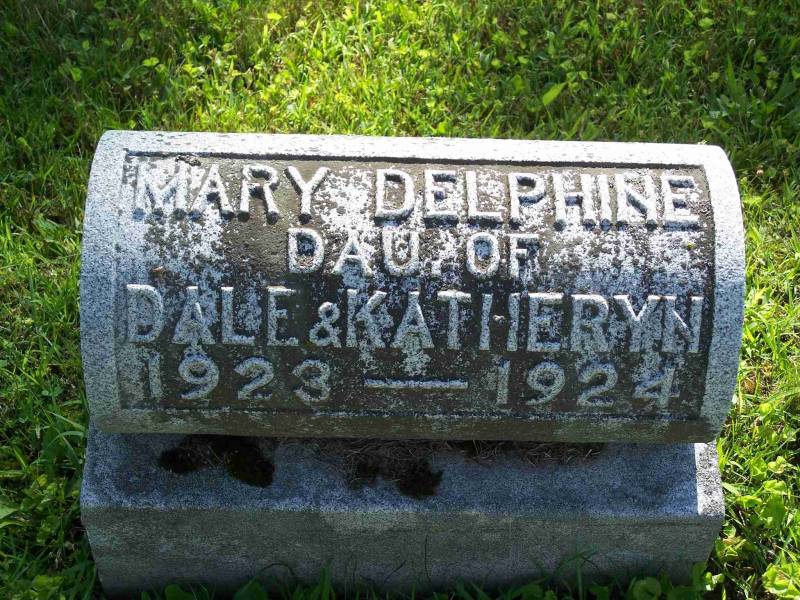 MARY DELPHINE
DAU. OF
DALE & KATHERYN
1923 — 1924